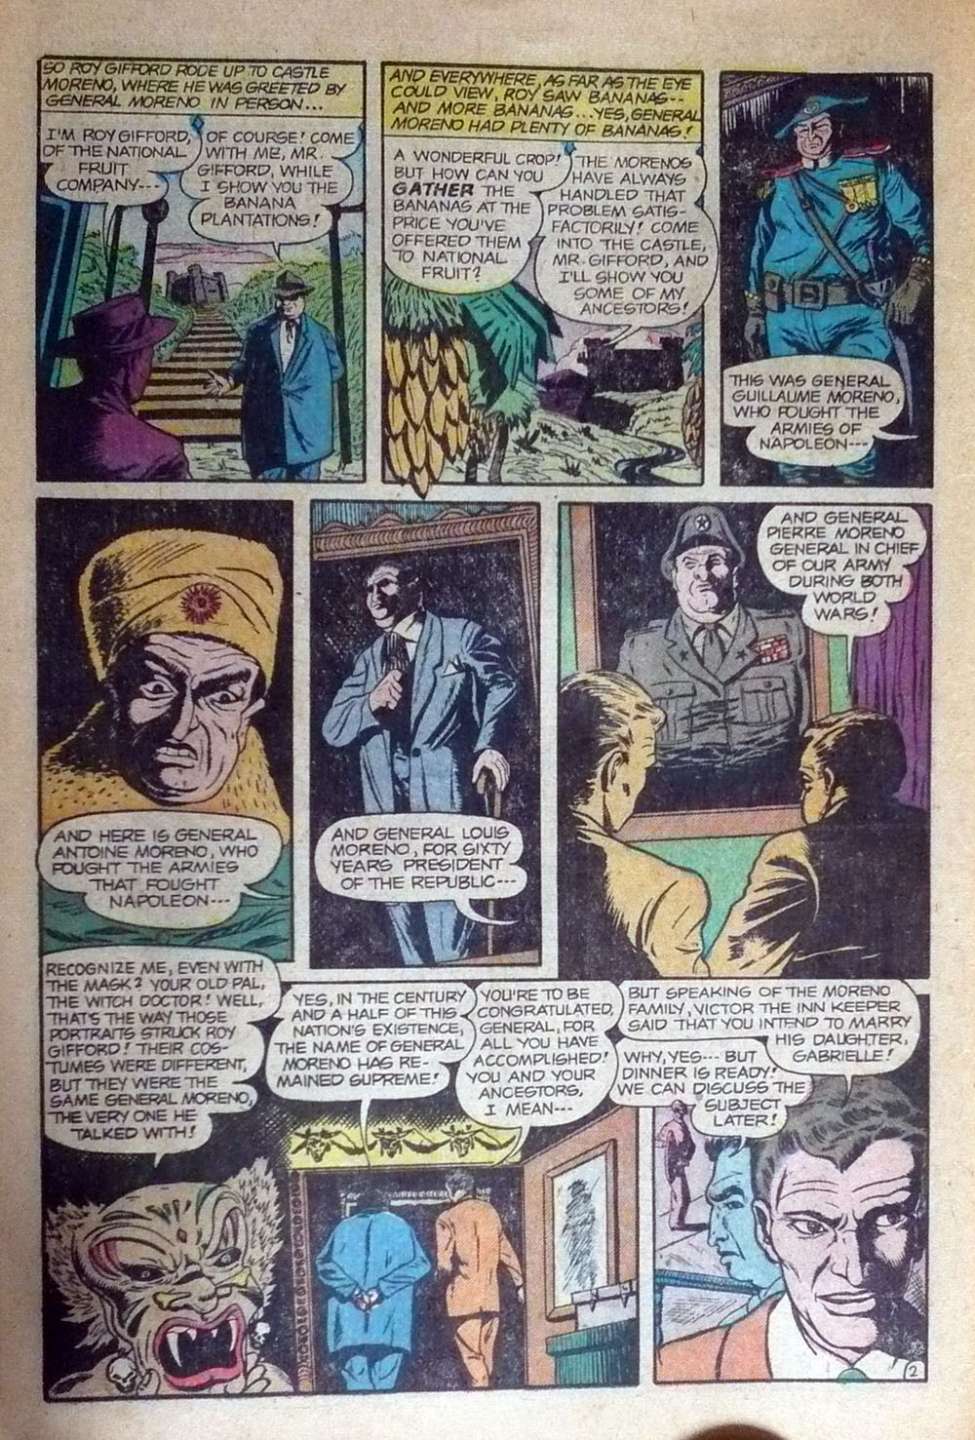 SO ROY GIFFORD RODE UP TO CASTLE
MORENO, WHERE HE WAS GREETED BY
GENERAL MORENO IN PERSON...
I'M ROY GIFFORD,
OF THE NATIONAL
FRUIT
COMPANY---
OF COURSE! COME
WITH ME, MR.
GIFFORD, WHILE
I SHOW YOU THE
BANANA
PLANTATIONS!
AND EVERYWHERE, AS FAR AS THE EYE
COULD VIEW, ROY SAW BANANAS--
AND MORE BANANAS...YES, GENERAL
MORENO HAD PLENTY OF BANANAS!
A WONDERFUL CROP!
BUT HOW CAN YOU
GATHER THE
BANANAS AT THE
PRICE YOU'VE
OFFERED THEM
TO NATIONAL
FRUIT?
THE MORENOS
HAVE ALWAYS
HANDLED THAT
PROBLEM SATIS-
FACTORILY! COME
INTO THE CASTLE,
MR. GIFFORD, AND
I'LL SHOW YOU
SOME OF MY
ANCESTORS!
THIS WAS GENERAL
GUILLAUME MORENO,
WHO FOUGHT THE
ARMIES OF
NAPOLEON---
AND HERE IS GENERAL
ANTOINE MORENO, WHO
FOUGHT THE ARMIES
THAT FOUGHT
NAPOLEON---
AND GENERAL LOUIS
MORENO, FOR SIXTY
YEARS PRESIDENT
OF THE REPUBLIC---
AND GENERAL
PIERRE MORENO
GENERAL IN CHIEF
OF OUR ARMY
DURING BOTH
WORLD
WARS!
RECOGNIZE ME, EVEN WITH
THE MASK? YOUR OLD PAL,
THE WITCH DOCTOR! WELL,
THAT'S THE WAY THOSE
PORTRAITS STRUCK ROY
GIFFORD! THEIR COS-
TUMES WERE DIFFERENT,
BUT THEY WERE THE
SAME GENERAL MORENO,
THE VERY ONE HE
TALKED WITH!
YES, IN THE CENTURY
AND A HALF OF THIS
NATION'S EXISTENCE,
THE NAME OF GENERAL
MORENO HAS RE-
MAINED SUPREME!
YOU'RE TO BE
CONGRATULATED,
GENERAL, FOR
ALL YOU HAVE
ACCOMPLISHED!
YOU AND YOUR
ANCESTORS,
I MEAN---
BUT SPEAKING OF THE MORENO
FAMILY, VICTOR THE INN KEEPER
SAID THAT YOU INTEND TO MARRY
HIS DAUGHTER,
GABRIELLE!
WHY, YES--- BUT
DINNER IS READY!
WE CAN DISCUSS THE
SUBJECT
LATER!
2